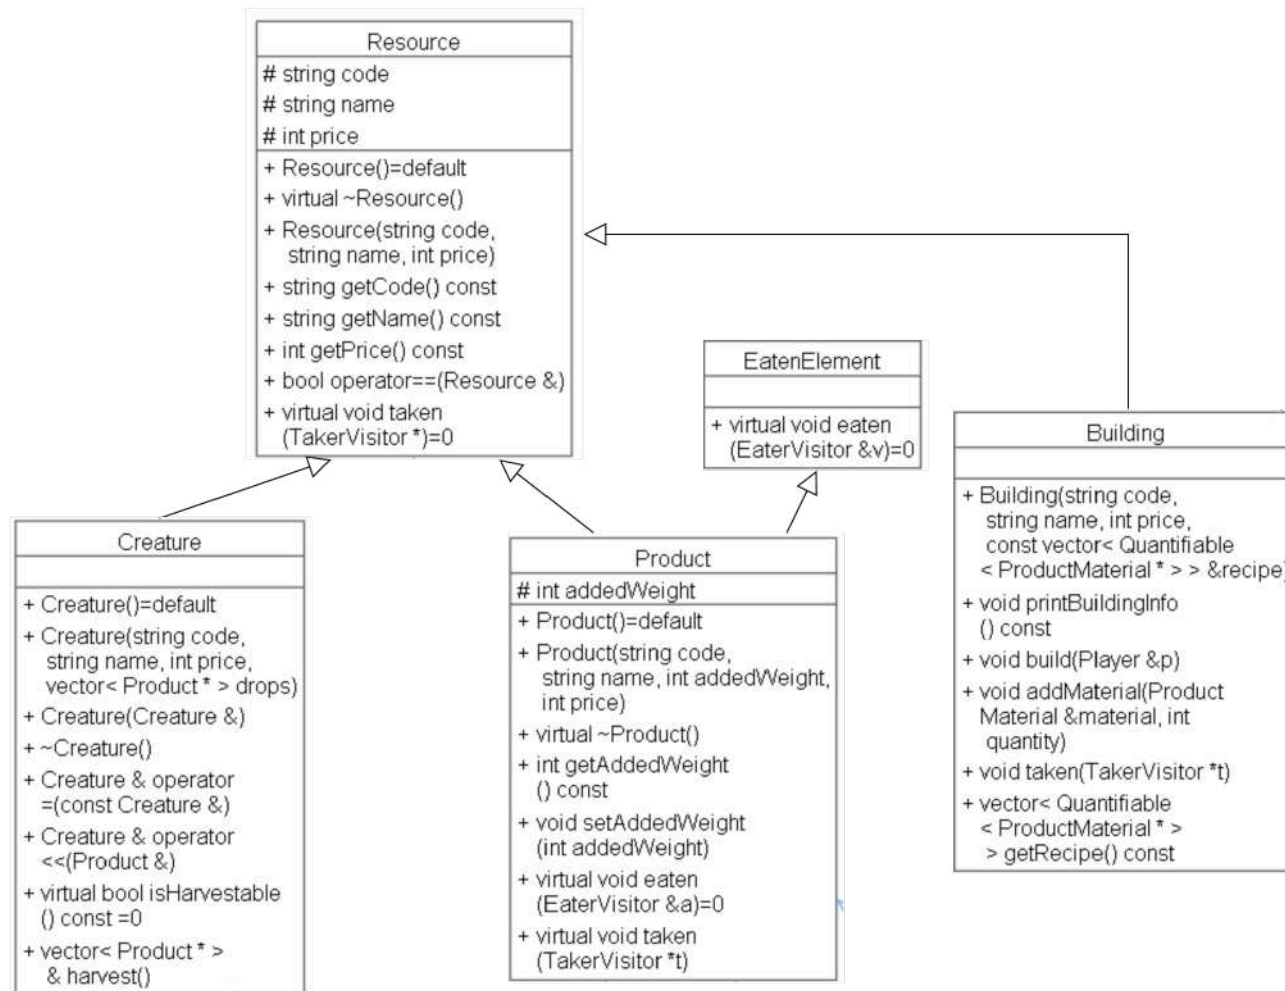 Resource
# string code
# string name
# int price
+ Resource()=default
+ virtual ~Resource()
+ Resource(string code,
string name, int price)
+ string getCode() const
+ string getName() const
+ int getPrice() const
+ bool operator==(Resource &)
+ virtual void taken
(TakerVisitor *)=0
EatenElement
+ virtual void eaten
(EaterVisitor &v)=0
Building
+ Building(string code,
string name, int price,
const vector< Quantifiable
< ProductMaterial * > > &recipe)
+ void printBuildingInfo
() const
+ void build(Player &p)
+ void addMaterial(Product
Material &material, int
quantity)
+ void taken(TakerVisitor *t)
+ vector< Quantifiable
< ProductMaterial * >
> getRecipe() const
Creature
+ Creature()=default
+ Creature(string code,
string name, int price,
vector< Product * > drops)
+ Creature(Creature &)
+ ~Creature()
+ Creature & operator
=(const Creature &)
+ Creature & operator
<<(Product &)
+ virtual bool isHarvestable
() const =0
+ vector< Product * >
& harvest()
Product
# int addedWeight
+ Product()=default
+ Product(string code,
string name, int addedWeight,
int price)
+ virtual ~Product()
+ int getAddedWeight
() const
+ void setAddedWeight
(int addedWeight)
+ virtual void eaten
(EaterVisitor &a)=0
+ virtual void taken
(TakerVisitor *t)